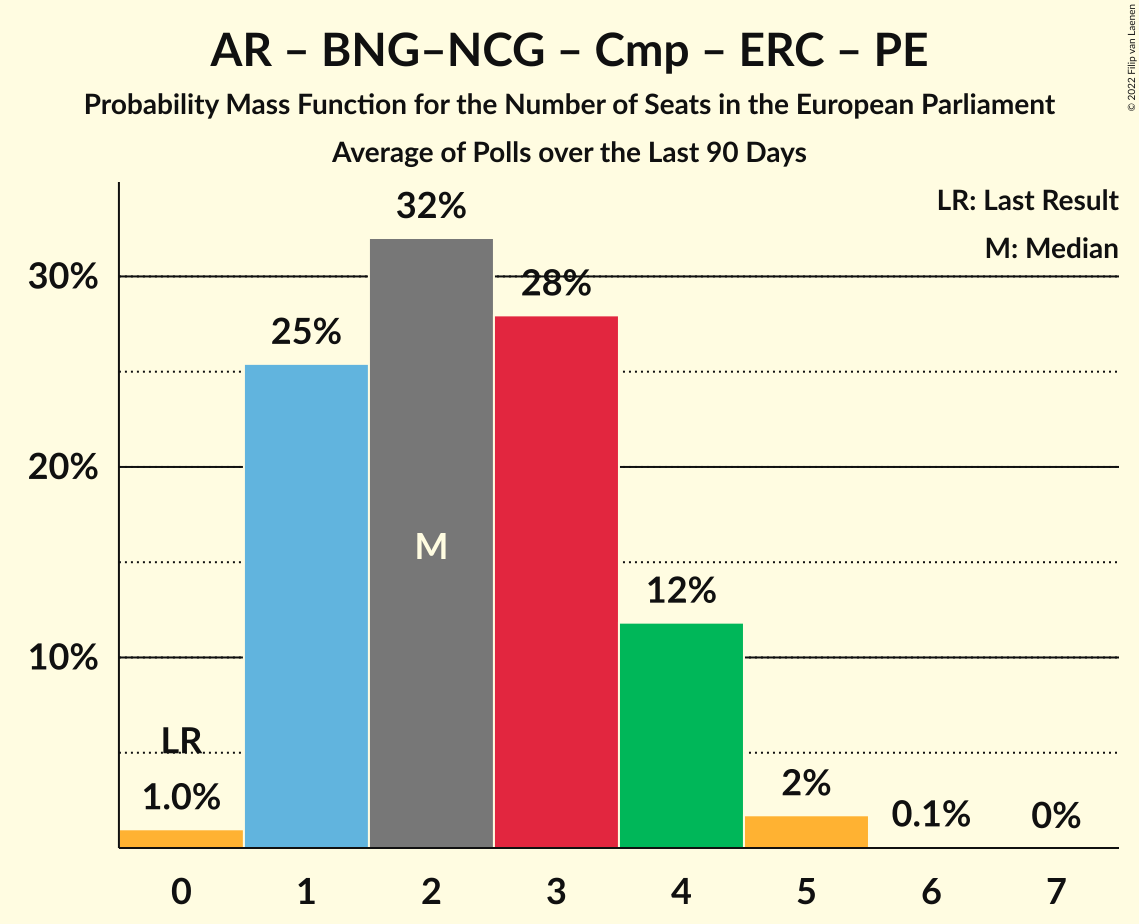 AR – BNG–NCG – Cmp – ERC – PE
Probability Mass Function for the Number of Seats in the European Parliament
Average of Polls over the Last 90 Days
© 2022 Filip van Laenen
LR: Last Result
M: Median
30%
20%
10%
LR
1.0%
25%
32%
M
28%
12%
2%
0.1%
0%
0 1 2 3 4 5 6 7